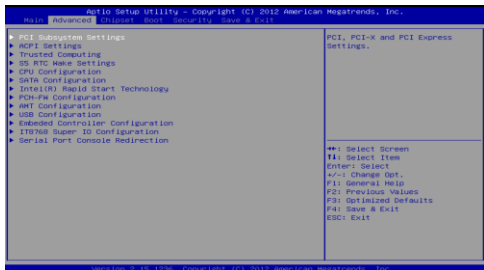 Aptio Setup Utility - Copyright (C) 2012 American Megatrends, Inc.
Main Advanced Chipset Boot Security Save & Exit
PCI Subsystem Settings
ACPI Settings
Trusted Computing
S5 RTC Wake Settings
CPU Configuration
SATA Configuration
Intel(R) Rapid Start Technology
PCH-FW Configuration
AMT Configuration
USB Configuration
Embeded Controller Configuration
IT8768 Super IO Configuration
Serial Port Console Redirection
PCI, PCI-X and PCI Express
Settings.
→←: Select Screen
↑↓: Select Item
Enter: Select
+/-: Change Opt.
F1: General Help
F2: Previous Values
F3: Optimized Defaults
F4: Save & Exit
ESC: Exit
Version 2.15.1236. Copyright (C) 2012 American Megatrends, Inc.